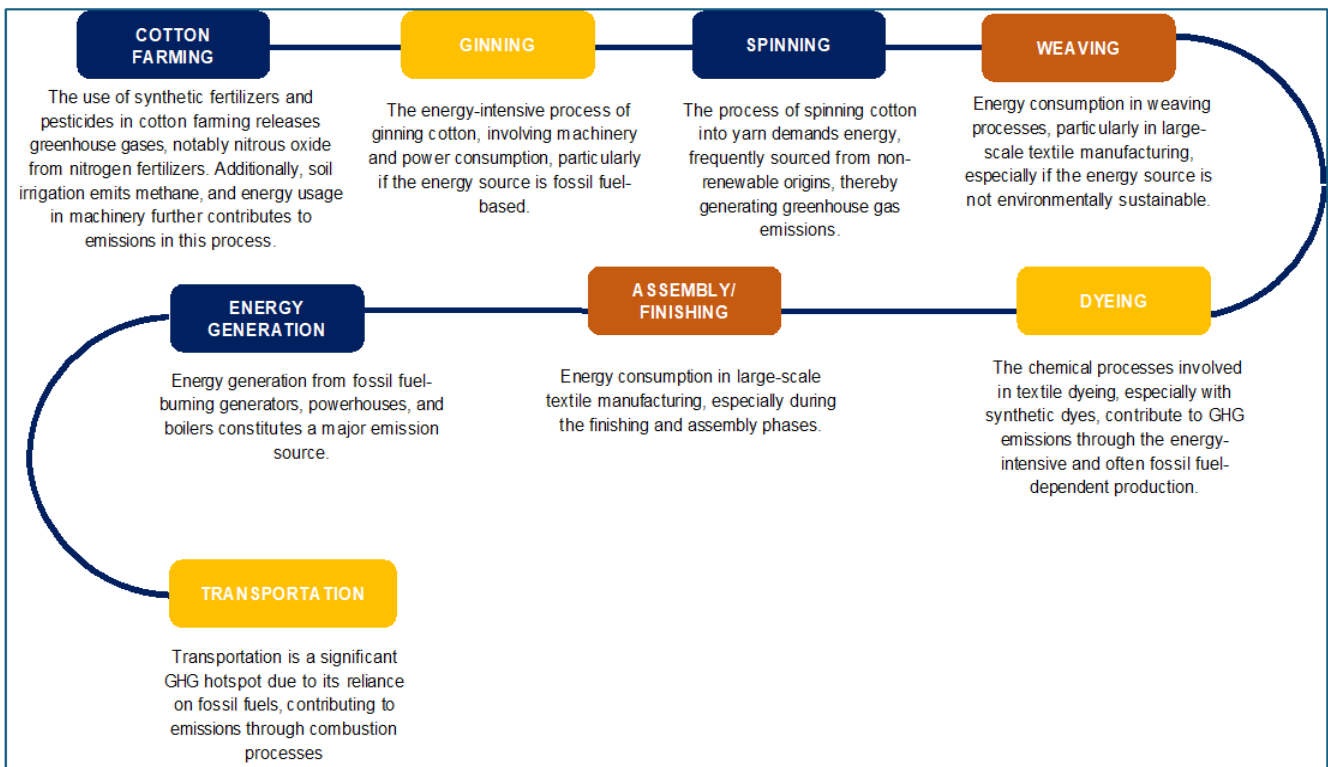 COTTON
FARMING
The use of synthetic fertilizers and
pesticides in cotton farming releases
greenhouse gases, notably nitrous oxide
from nitrogen fertilizers. Additionally, soil
irrigation emits methane, and energy usage
in machinery further contributes to
emissions in this process.
GINNING
The energy-intensive process of
ginning cotton, involving machinery
and power consumption, particularly
if the energy source is fossil fuel-
based.
SPINNING
The process of spinning cotton
into yarn demands energy,
frequently sourced from non-
renewable origins, thereby
generating greenhouse gas
emissions.
WEAVING
Energy consumption in weaving
processes, particularly in large-
scale textile manufacturing,
especially if the energy source is
not environmentally sustainable.
DYEING
The chemical processes involved
in textile dyeing, especially with
synthetic dyes, contribute to GHG
emissions through the energy-
intensive and often fossil fuel-
dependent production.
ASSEMBLY/
FINISHING
Energy consumption in large-scale
textile manufacturing, especially during
the finishing and assembly phases.
ENERGY
GENERATION
Energy generation from fossil fuel-
burning generators, powerhouses, and
boilers constitutes a major emission
source.
TRANSPORTATION
Transportation is a significant
GHG hotspot due to its reliance
on fossil fuels, contributing to
emissions through combustion
processes